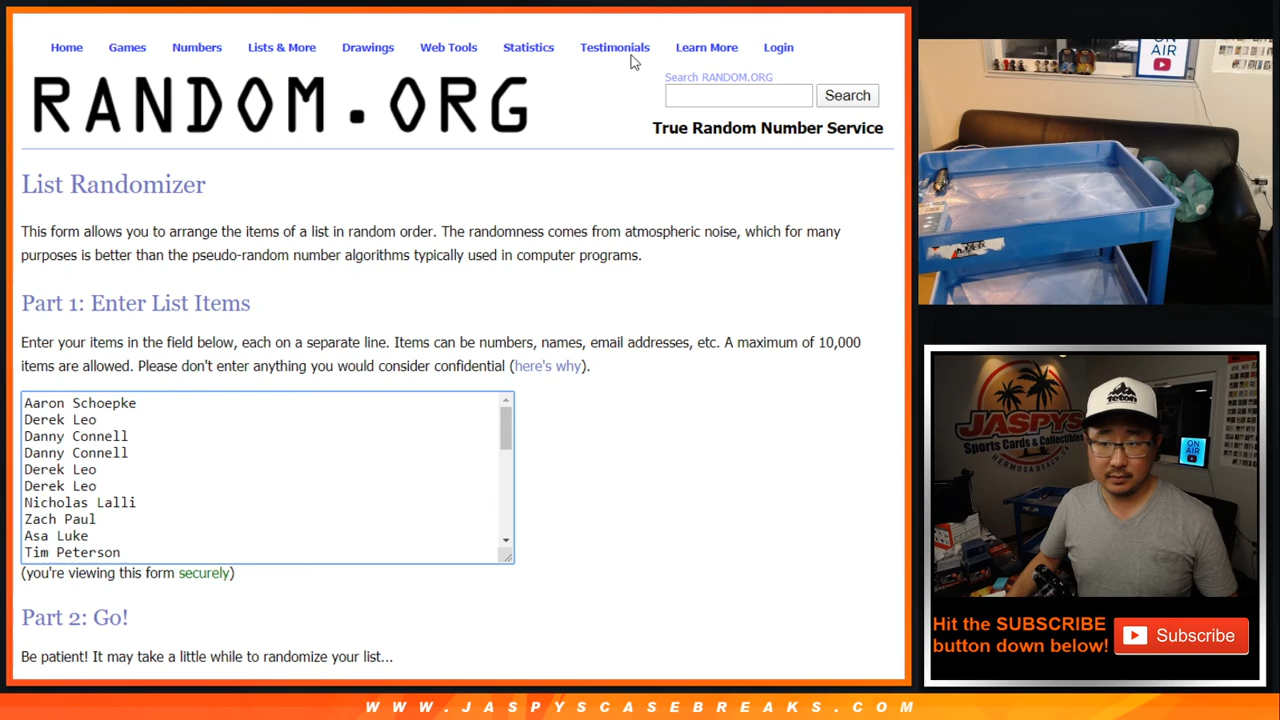 Home Games Numbers Lists & More Drawings Web Tools Statistics Testimonials Learn More Login
RANDOM.ORG
Search RANDOM.ORG
Search
True Random Number Service
List Randomizer
This form allows you to arrange the items of a list in random order. The randomness comes from atmospheric noise, which for many
purposes is better than the pseudo-random number algorithms typically used in computer programs.
Part 1: Enter List Items
Enter your items in the field below, each on a separate line. Items can be numbers, names, email addresses, etc. A maximum of 10,000
items are allowed. Please don't enter anything you would consider confidential (here's why).
Aaron Schoepke
Derek Leo
Danny Connell
Danny Connell
Derek Leo
Derek Leo
Nicholas Lalli
Zach Paul
Asa Luke
Tim Peterson
(you're viewing this form securely)
Part 2: Go!
Be patient! It may take a little while to randomize your list...
ON
AIR
JASPYS
Sports Cards & Collectibles
HERMOSA BEACH, CA
TETON
ON
AIR
Hit the SUBSCRIBE
button down below!
Subscribe
WWW.JASPYSCASEBREAKS.COM